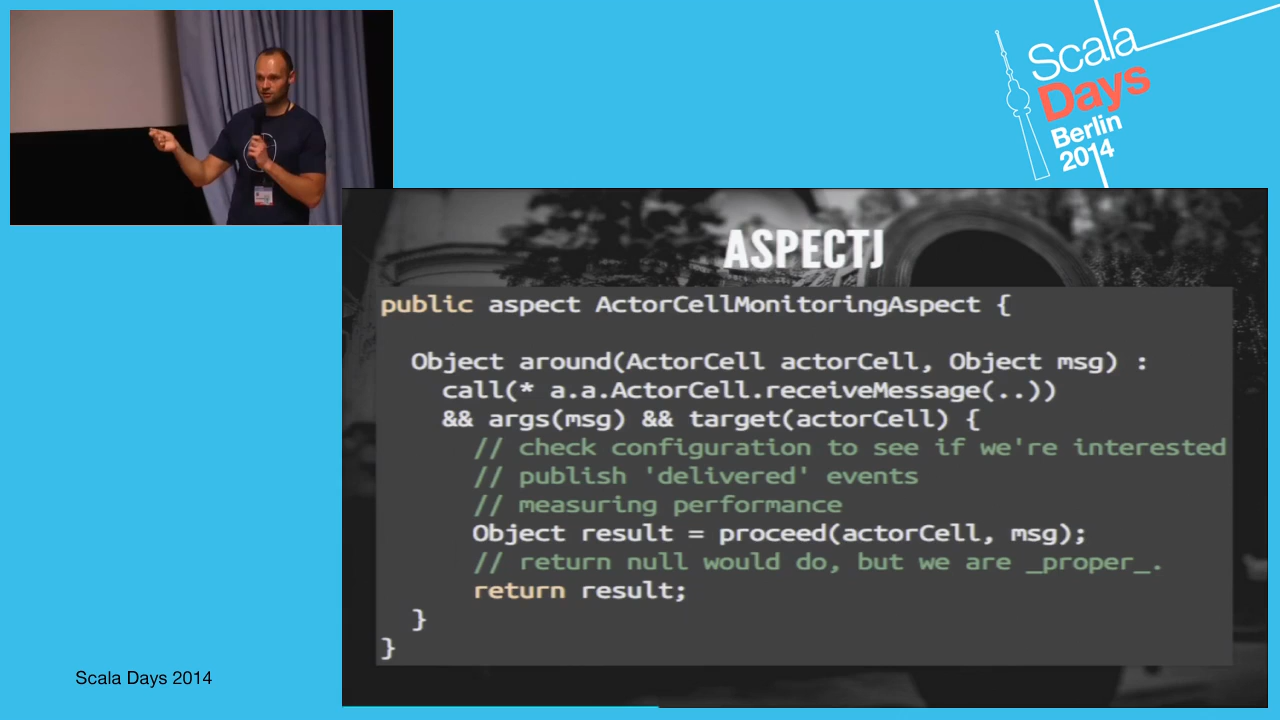 Scala
Days
Berlin
2014
ASPECTJ
public aspect ActorCellMonitoringAspect {
Object around(ActorCell actorCell, Object msg) :
call(* a.a.ActorCell.receiveMessage(..))
&& args(msg) && target(actorCell) {
// check configuration to see if we're interested
// publish 'delivered' events
// measuring performance
Object result = proceed(actorCell, msg);
// return null would do, but we are _proper_.
return result;
}
}
Scala Days 2014